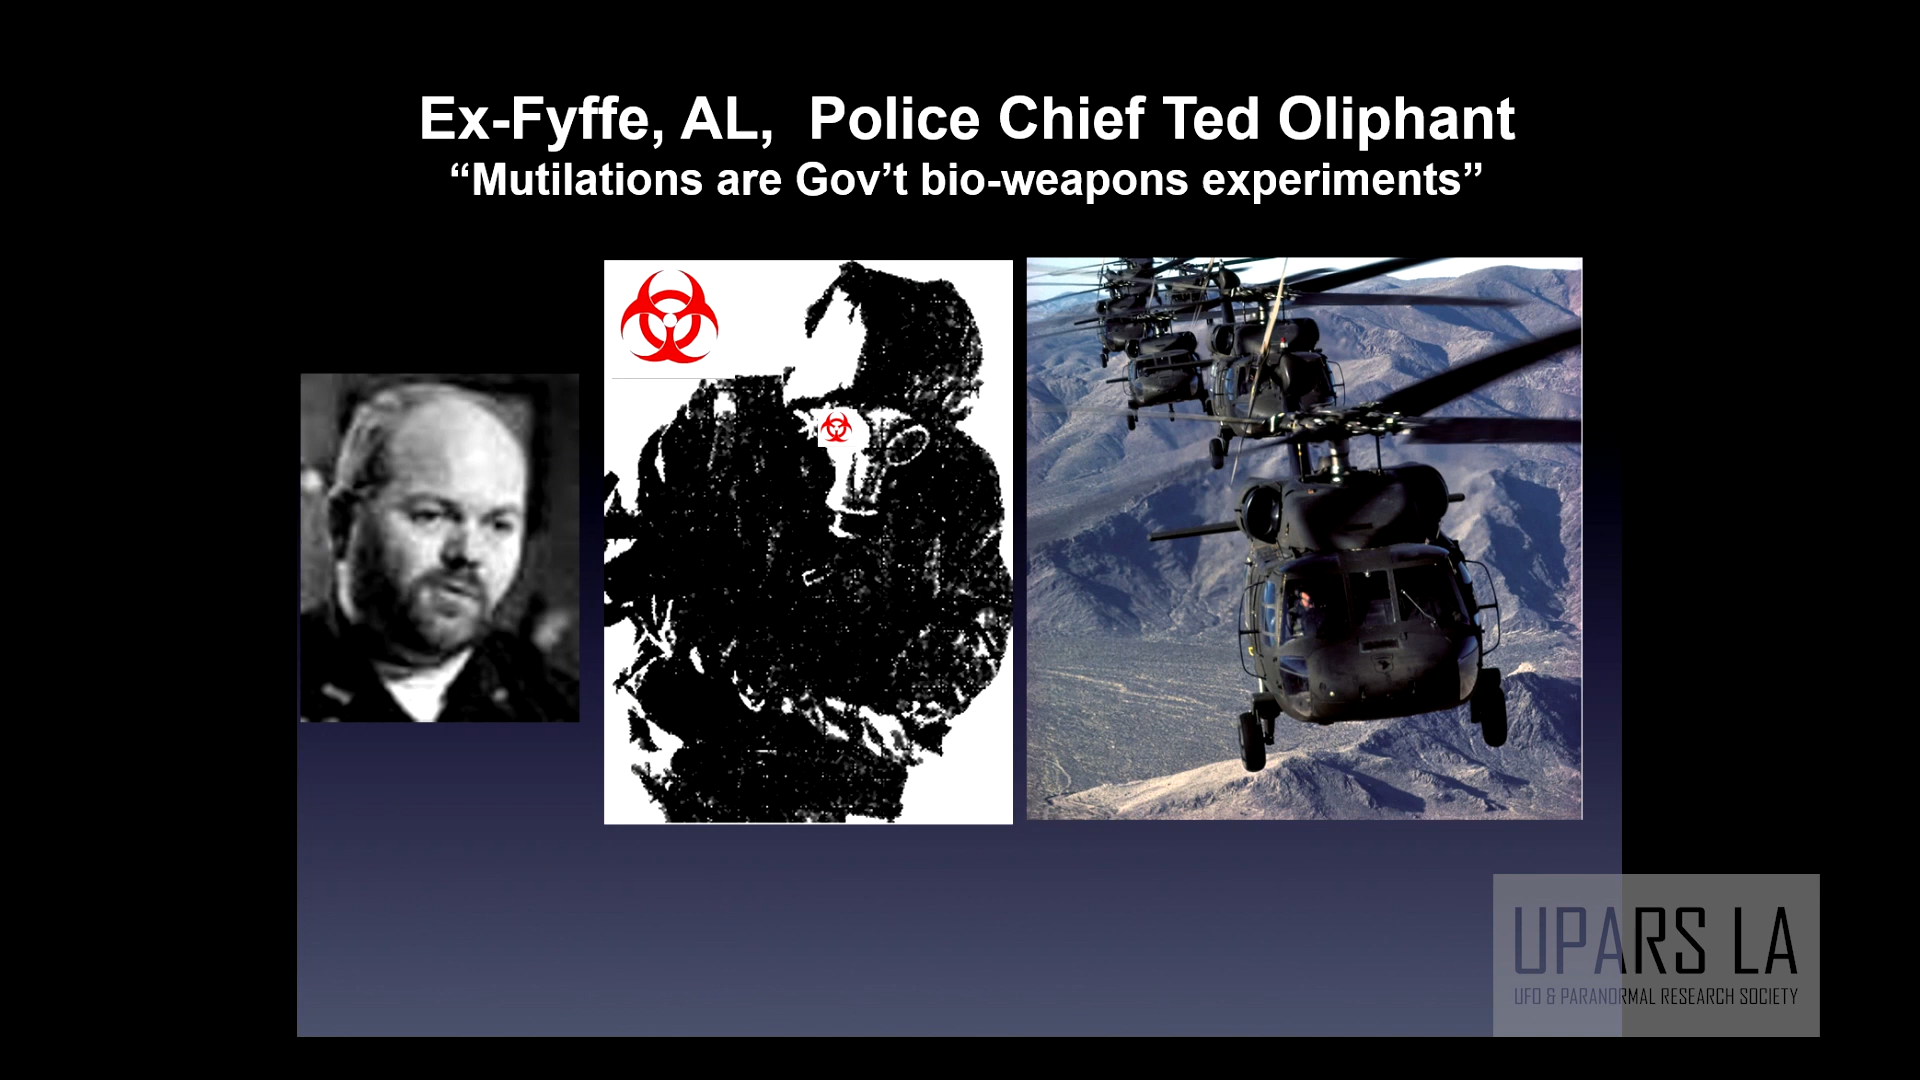 Ex-Fyffe, AL,  Police Chief Ted Oliphant
“Mutilations are Gov’t bio-weapons experiments”
UPARS LA
UFO & PARANORMAL RESEARCH SOCIETY